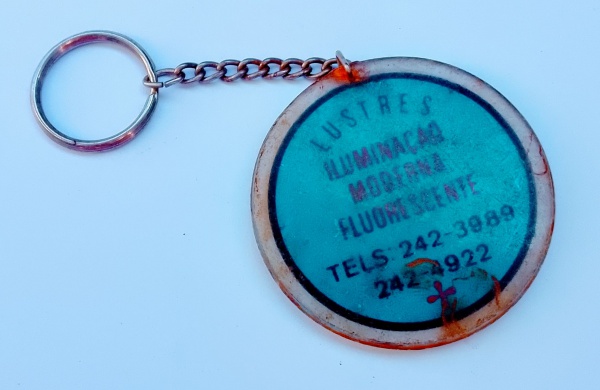 LUSTRES
ILUMINAÇÃO
MODERNA
FLUORESCENTE
TELS: 242-3989
242-4922